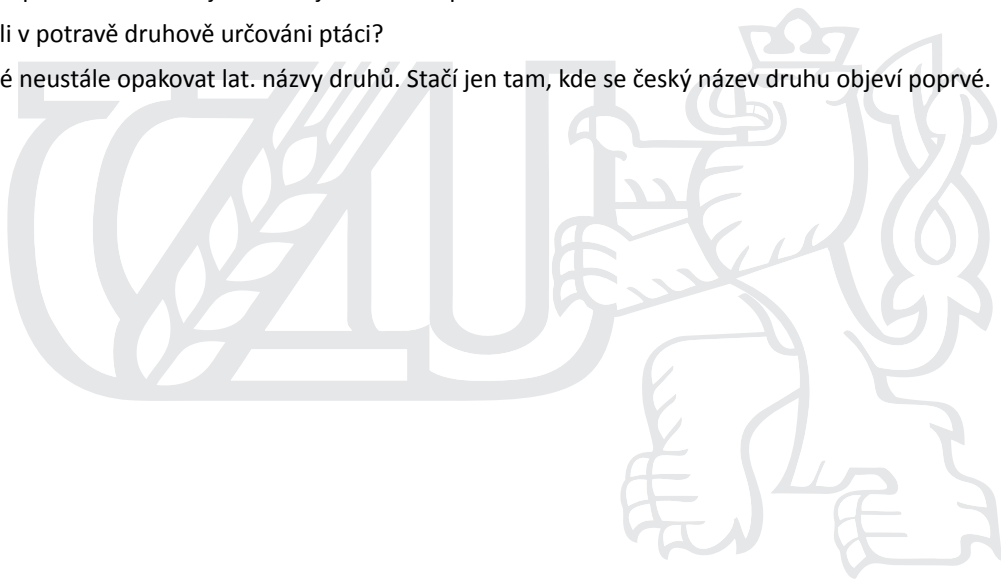 li v potravě druhově určováni ptáci?
é neustále opakovat lat. názvy druhů. Stačí jen tam, kde se český název druhu objeví poprvé.